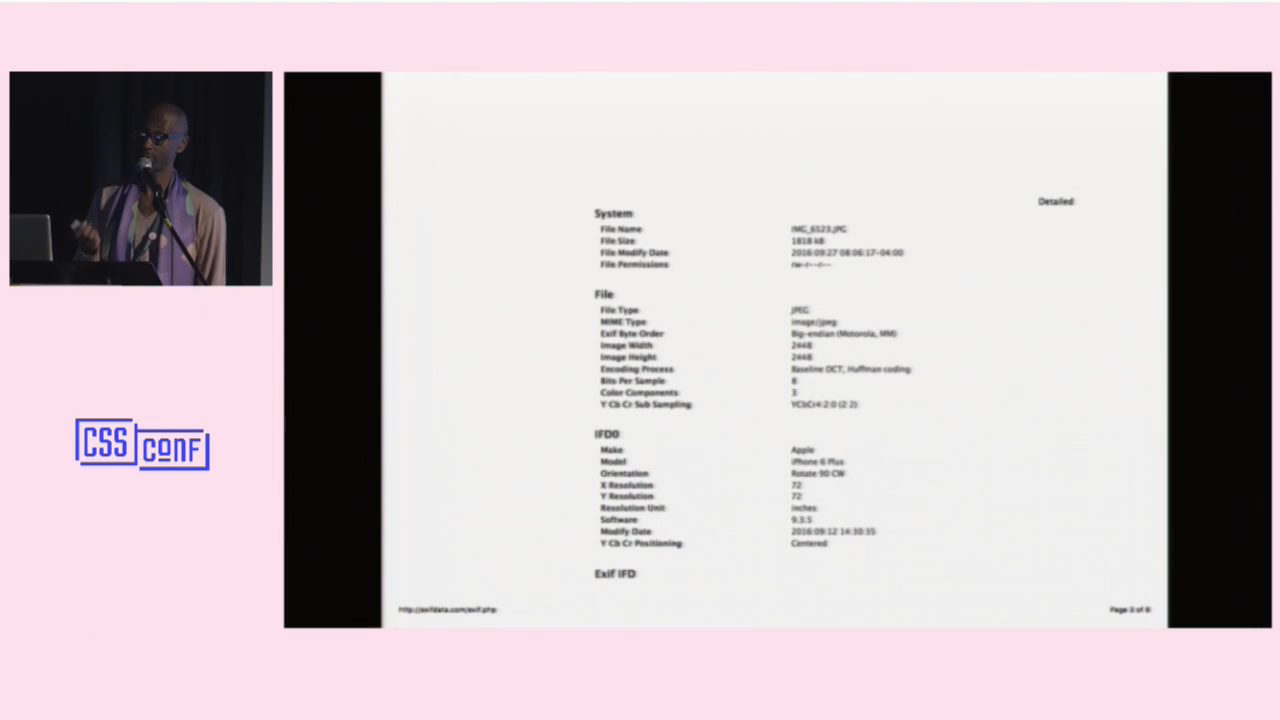 Detailed
System
File Name IMG_6523.JPG
File Size 1818 kB
File Modify Date 2016:09:27 08:06:17-04:00
File Permissions rw-r--r--
File
File Type JPEG
MIME Type image/jpeg
Exif Byte Order Big-endian (Motorola, MM)
Image Width 2448
Image Height 2448
Encoding Process Baseline DCT, Huffman coding
Bits Per Sample 8
Color Components 3
Y Cb Cr Sub Sampling YCbCr4:2:0 (2 2)
IFD0
Make Apple
Model iPhone 6 Plus
Orientation Rotate 90 CW
X Resolution 72
Y Resolution 72
Resolution Unit inches
Software 9.3.5
Modify Date 2016:09:12 14:30:35
Y Cb Cr Positioning Centered
Exif IFD
http://exifdata.com/exif.php
Page 3 of 8
CSS
CONF